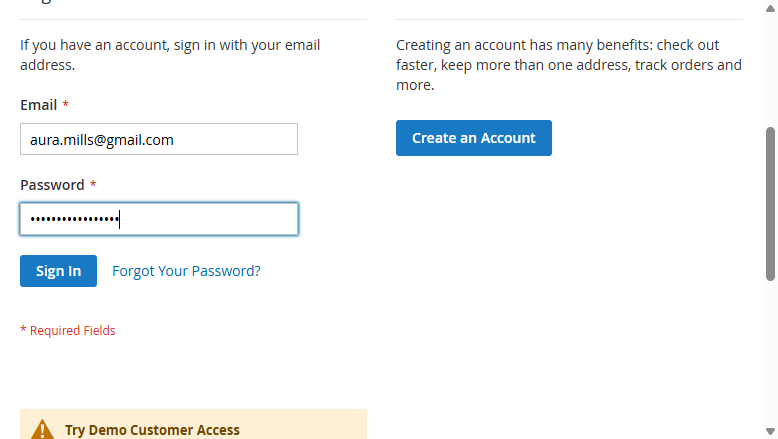 If you have an account, sign in with your email
address.
Email *
aura.mills@gmail.com
Password *
•••••••••••••••••
Sign In
Forgot Your Password?
* Required Fields
Creating an account has many benefits: check out
faster, keep more than one address, track orders and
more.
Create an Account
Try Demo Customer Access